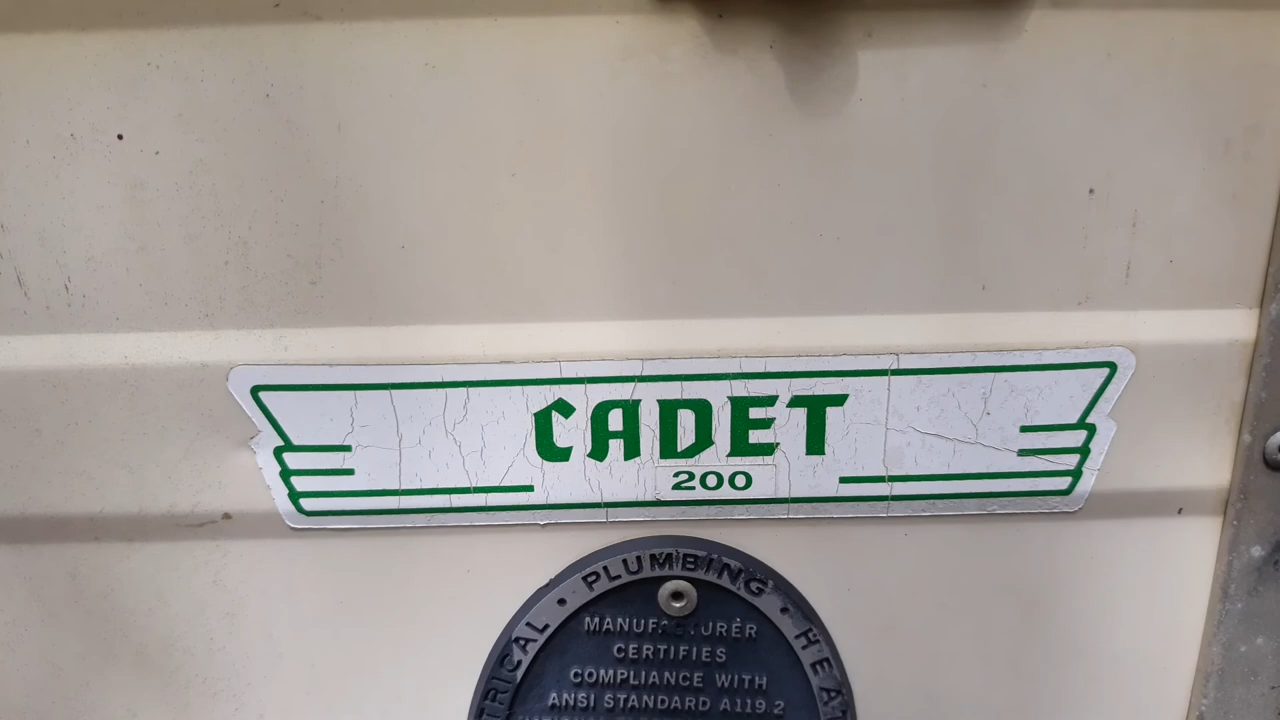 CADET
200
PLUMBING
MANUFACTURER
CERTIFIES
COMPLIANCE WITH
ANSI STANDARD A119.2